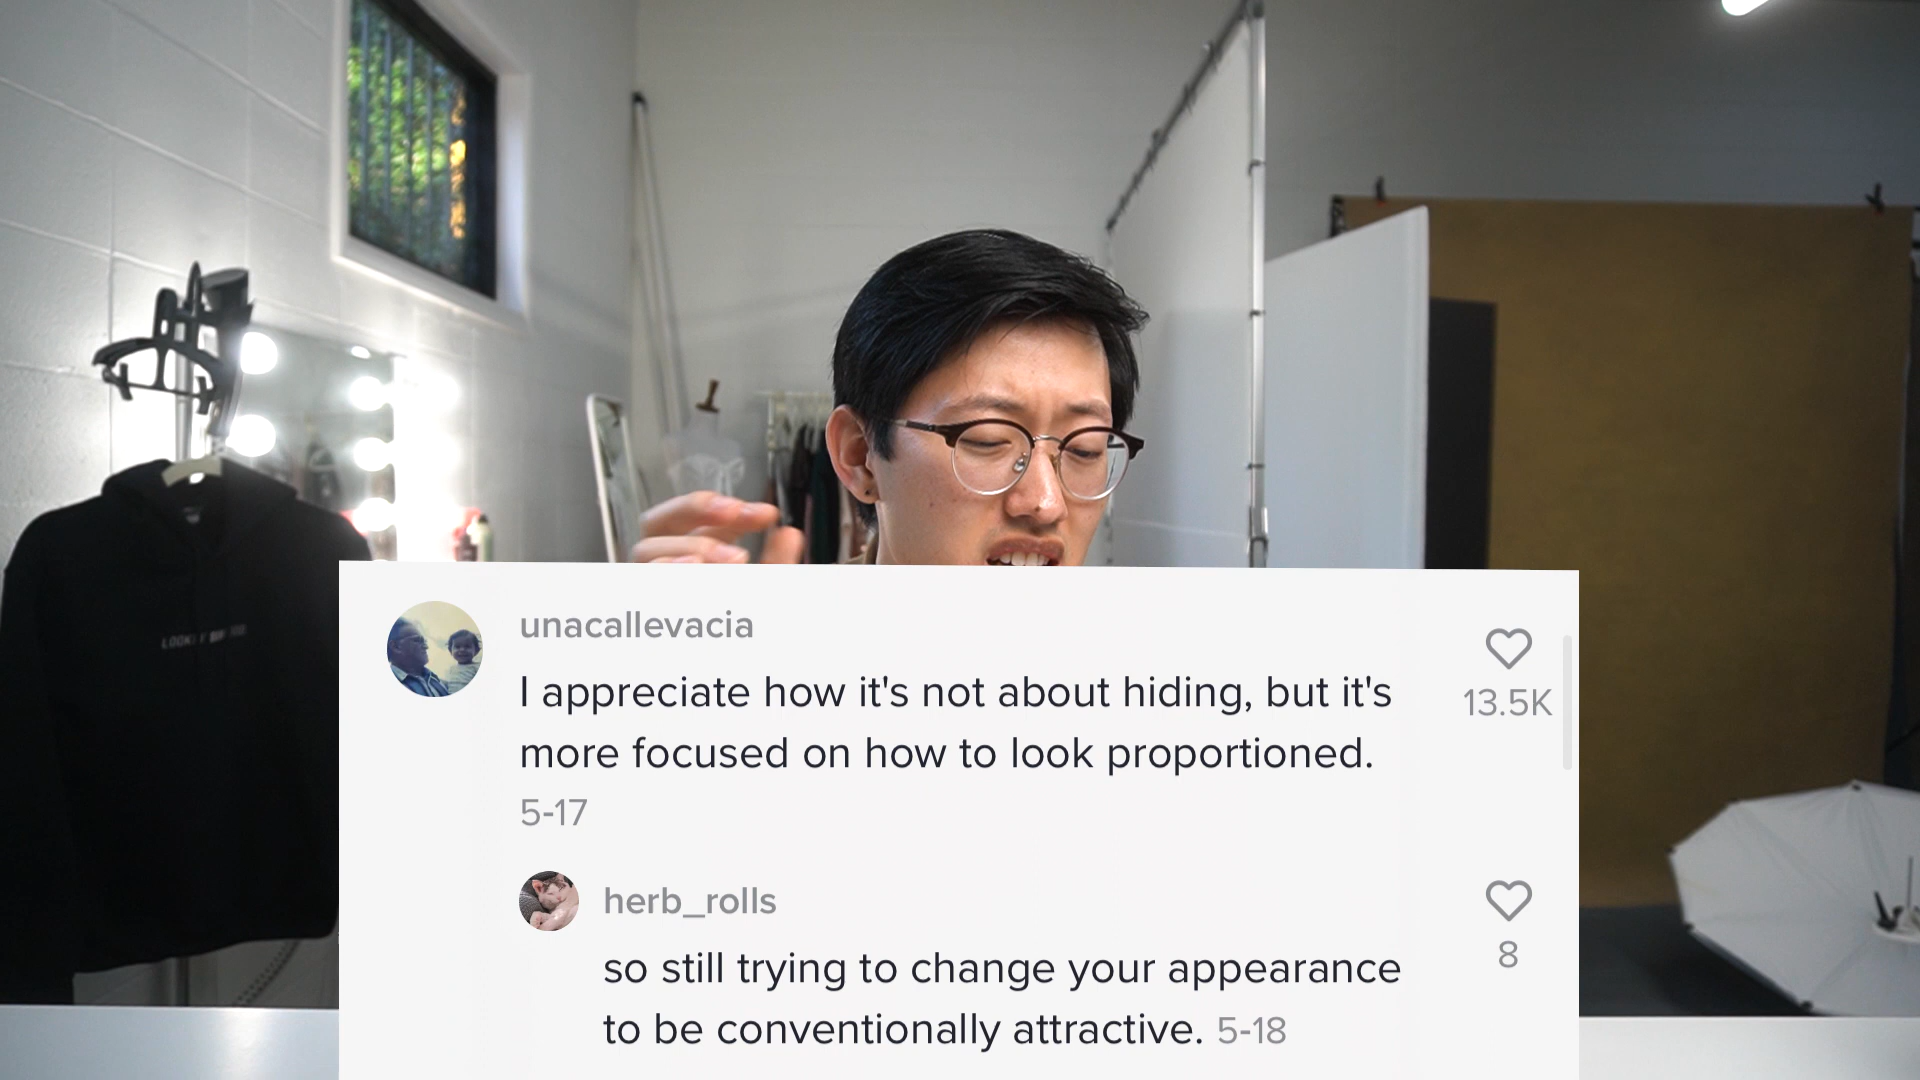 unacallevacia
I appreciate how it's not about hiding, but it's
more focused on how to look proportioned.
5-17
13.5K
herb_rolls
so still trying to change your appearance
to be conventionally attractive. 5-18
8